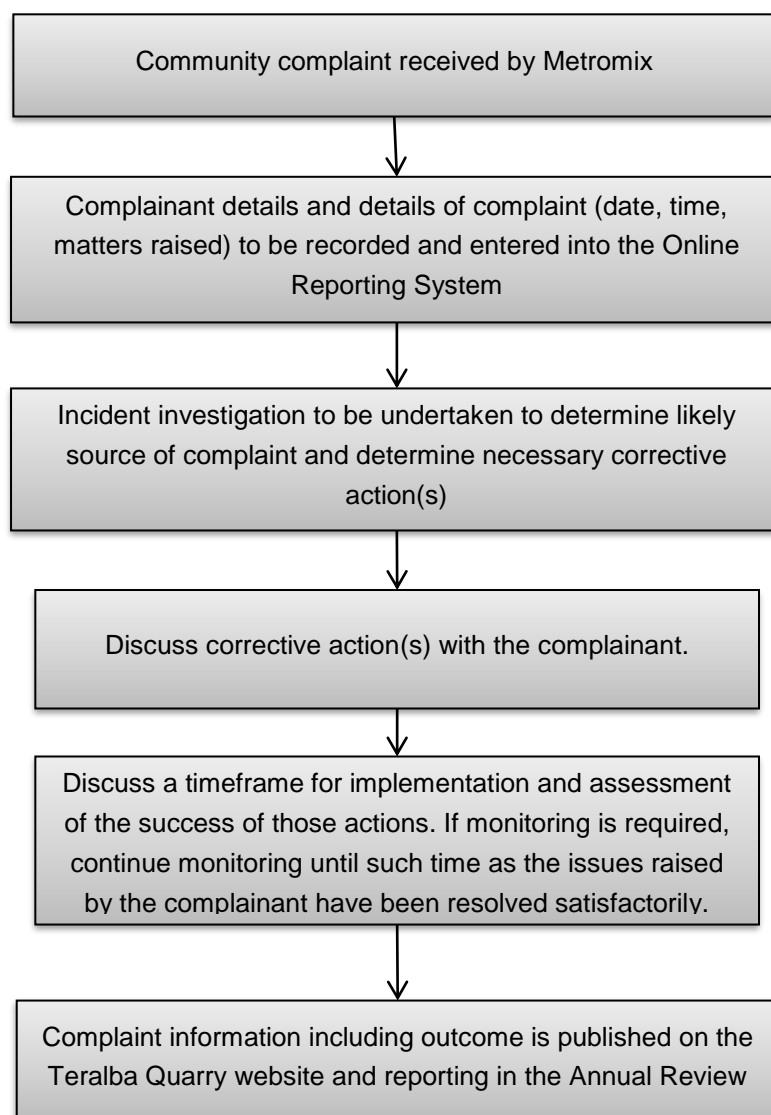 Community complaint received by Metromix
Complainant details and details of complaint (date, time,
matters raised) to be recorded and entered into the Online
Reporting System
Incident investigation to be undertaken to determine likely
source of complaint and determine necessary corrective
action(s)
Discuss corrective action(s) with the complainant.
Discuss a timeframe for implementation and assessment
of the success of those actions. If monitoring is required,
continue monitoring until such time as the issues raised
by the complainant have been resolved satisfactorily.
Complaint information including outcome is published on the
Teralba Quarry website and reporting in the Annual Review